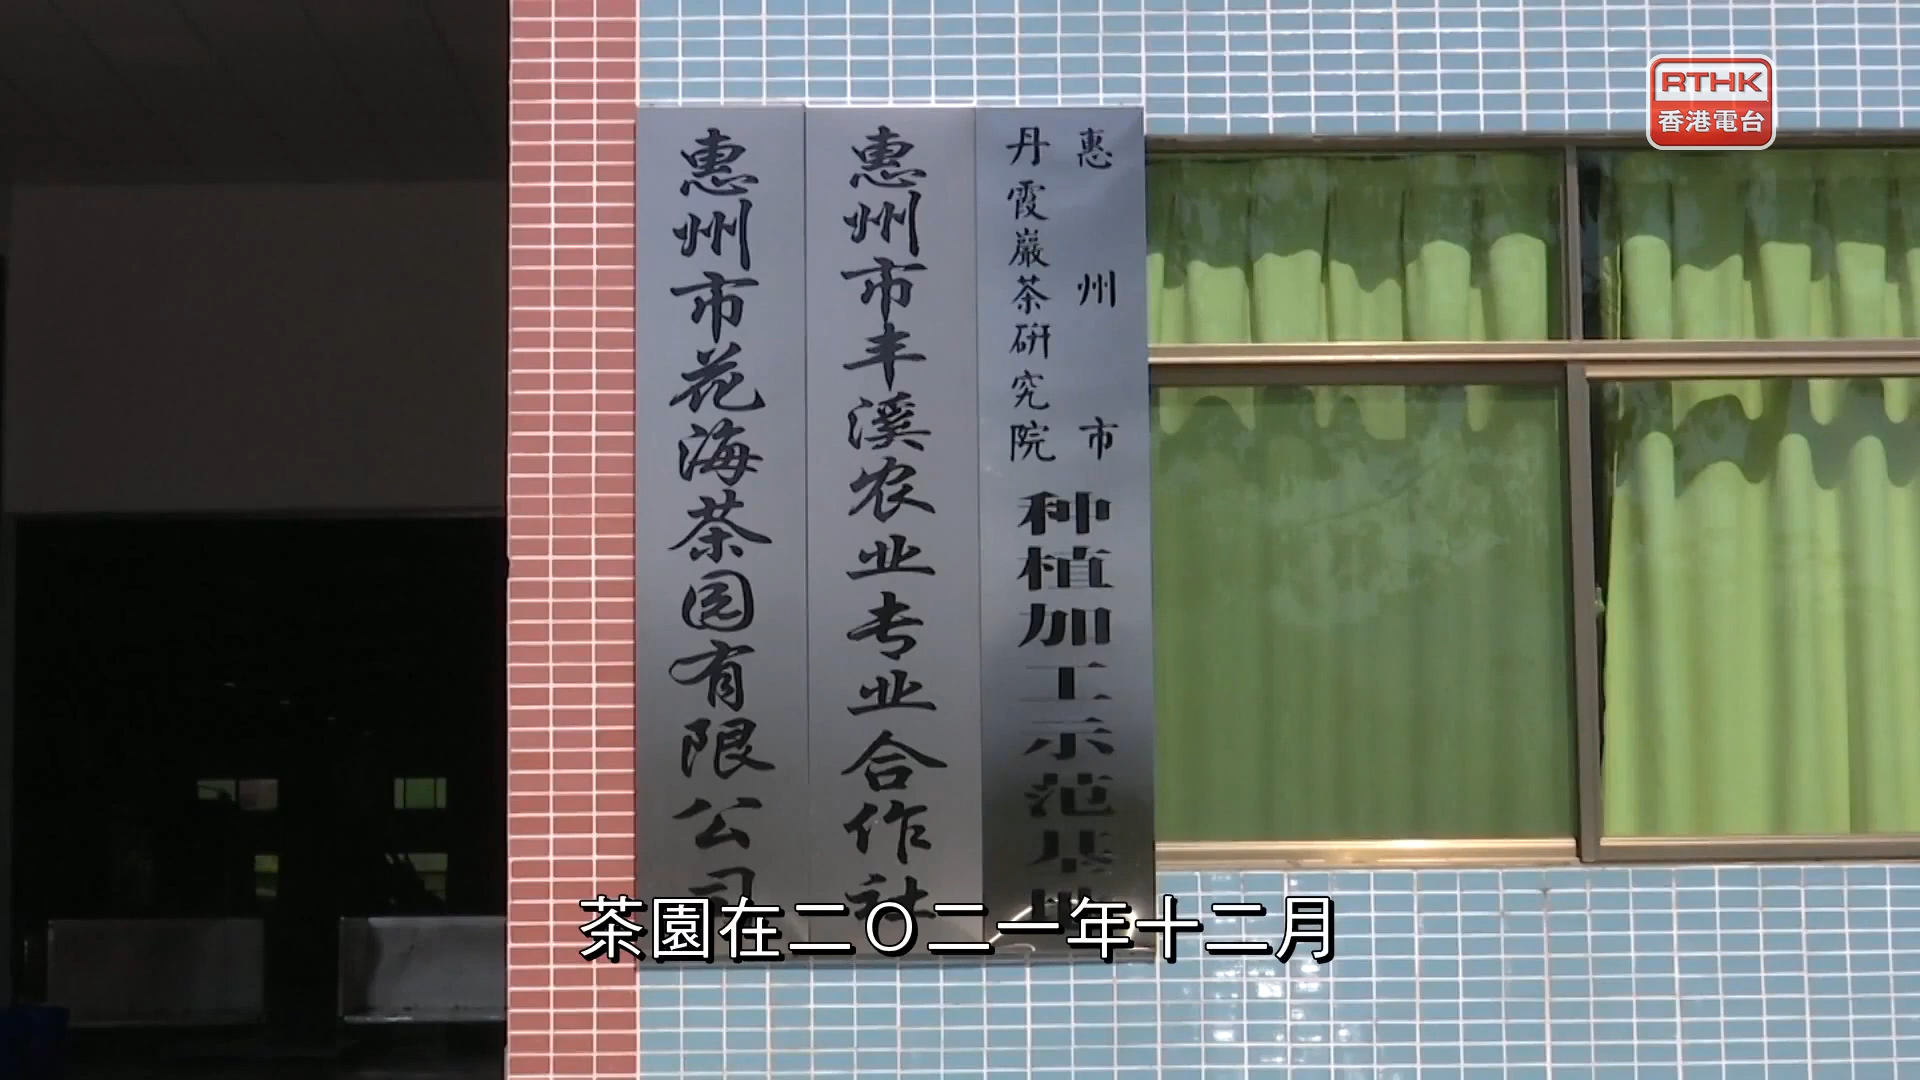 RTHK
香港電台
惠州市
丹霞巖茶研究院
种植加工示范基地
惠州市丰溪农业专业合作社
惠州市花海茶园有限公司
茶園在二〇二一年十二月